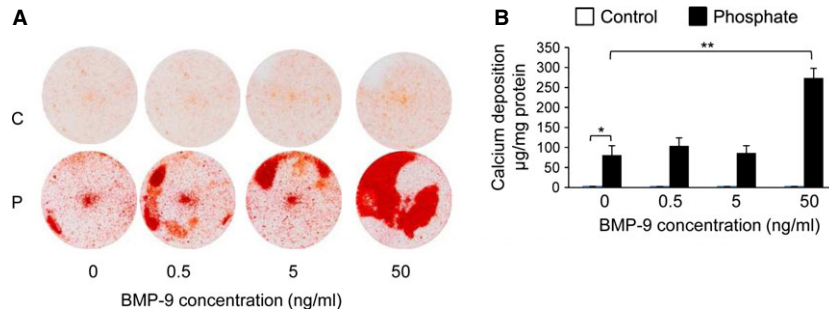 A
C
P
0 0.5 5 50
BMP-9 concentration (ng/ml)
B
Control Phosphate
Calcium deposition
µg/mg protein
350
300
250
200
150
100
50
0
*
**
0 0.5 5 50
BMP-9 concentration (ng/ml)